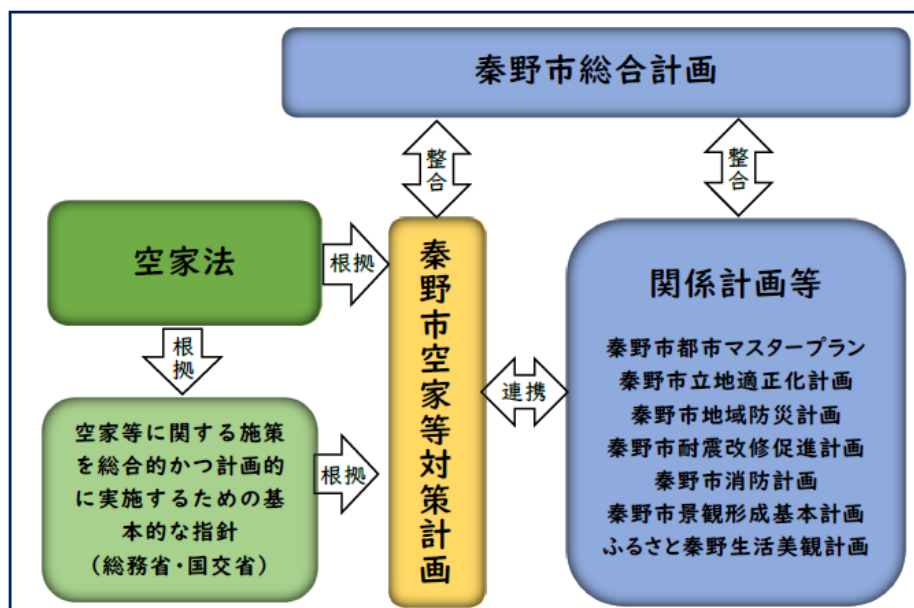 秦野市総合計画
整合
整合
空家法
根拠
秦野市空家等対策計画
関係計画等
秦野市都市マスタープラン
秦野市立地適正化計画
秦野市地域防災計画
秦野市耐震改修促進計画
秦野市消防計画
秦野市景観形成基本計画
ふるさと秦野生活美観計画
連携
根拠
空家等に関する施策
を総合的かつ計画的
に実施するための基
本的な指針
(総務省・国交省)
根拠